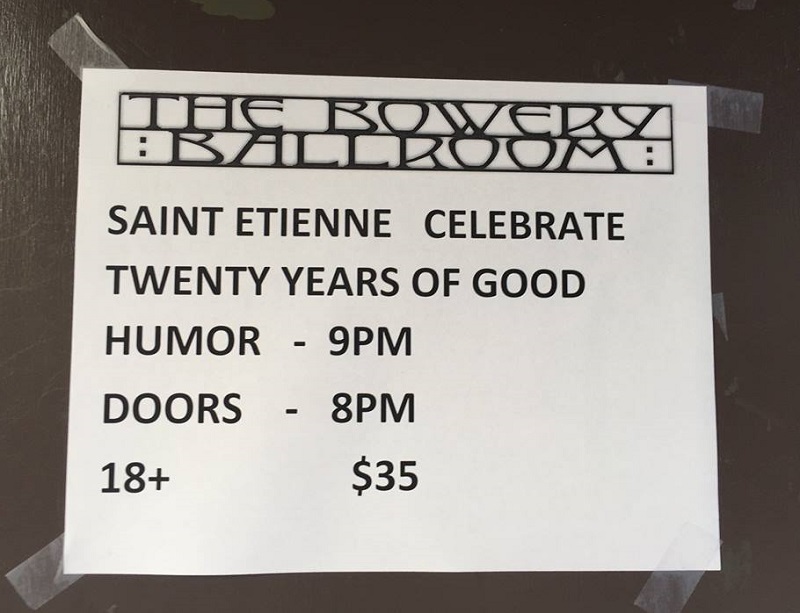 THE BOWERY
:BALLROOM:
SAINT ETIENNE CELEBRATE
TWENTY YEARS OF GOOD
HUMOR - 9PM
DOORS - 8PM
18+ $35